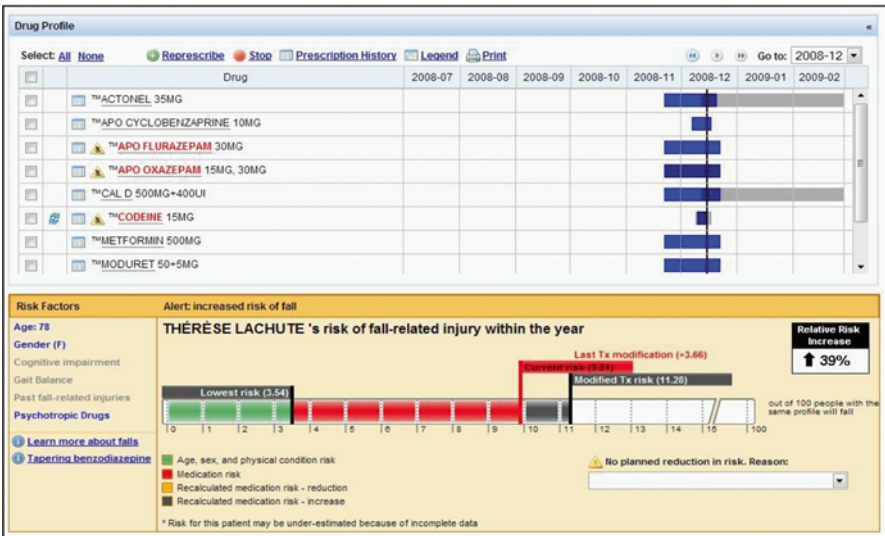 Drug Profile «
Select: All None Represcribe Stop Prescription History Legend Print Go to: 2008-12
Drug 2008-07 2008-08 2008-09 2008-10 2008-11 2008-12 2009-01 2009-02
™ACTONEL 35MG
™APO CYCLOBENZAPRINE 10MG
™APO FLURAZEPAM 30MG
™APO OXAZEPAM 15MG, 30MG
™CAL D 500MG+400UI
™CODEINE 15MG
™METFORMIN 500MG
™MODURET 50+5MG
Risk Factors Alert: increased risk of fall
Age: 78
Gender (F)
Cognitive impairment
Gait Balance
Past fall-related injuries
Psychotropic Drugs
Learn more about falls
Tapering benzodiazepine
THÉRÈSE LACHUTE 's risk of fall-related injury within the year
Relative Risk
Increase
39%
Last Tx modification (+3.66)
Current risk
Modified Tx risk (11.28)
Lowest risk (3.54)
0 1 2 3 4 5 6 7 8 9 10 11 12 13 14 15 100
out of 100 people with the
same profile will fall
Age, sex, and physical condition risk
Medication risk
Recalculated medication risk - reduction
Recalculated medication risk - increase
No planned reduction in risk. Reason:
* Risk for this patient may be under-estimated because of incomplete data